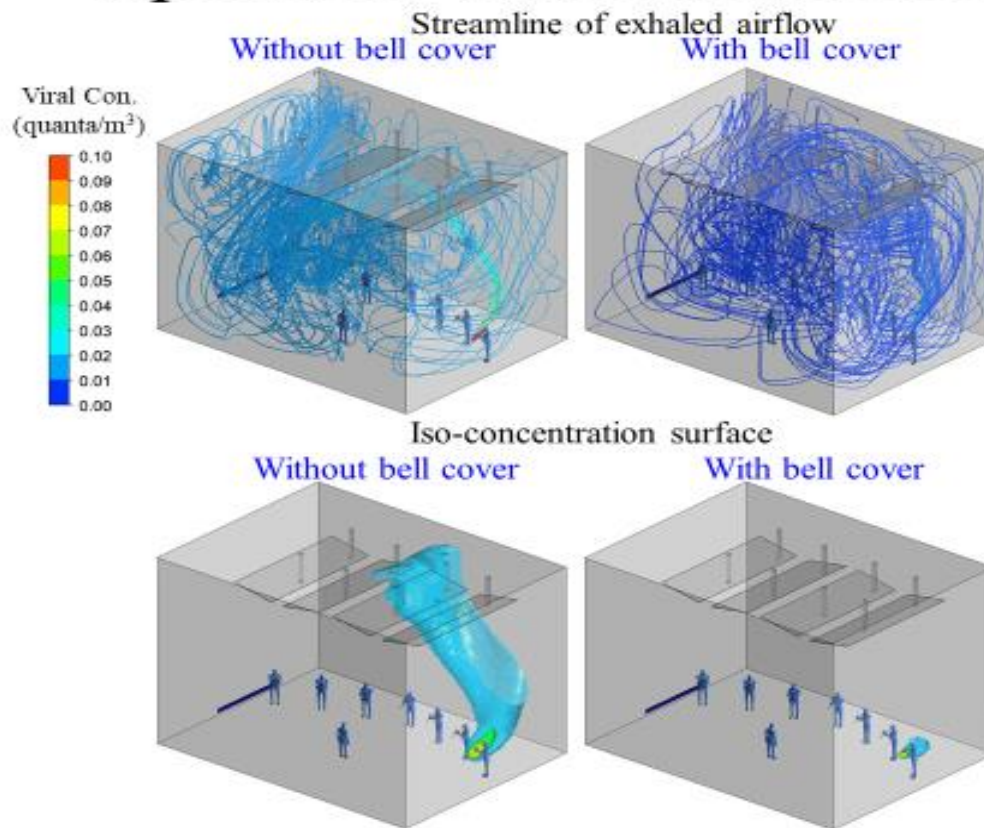 Streamline of exhaled airflow
Without bell cover
With bell cover
Viral Con.
(quanta/m³)
0.10
0.09
0.08
0.07
0.06
0.05
0.04
0.03
0.02
0.01
0.00
Iso-concentration surface
Without bell cover
With bell cover